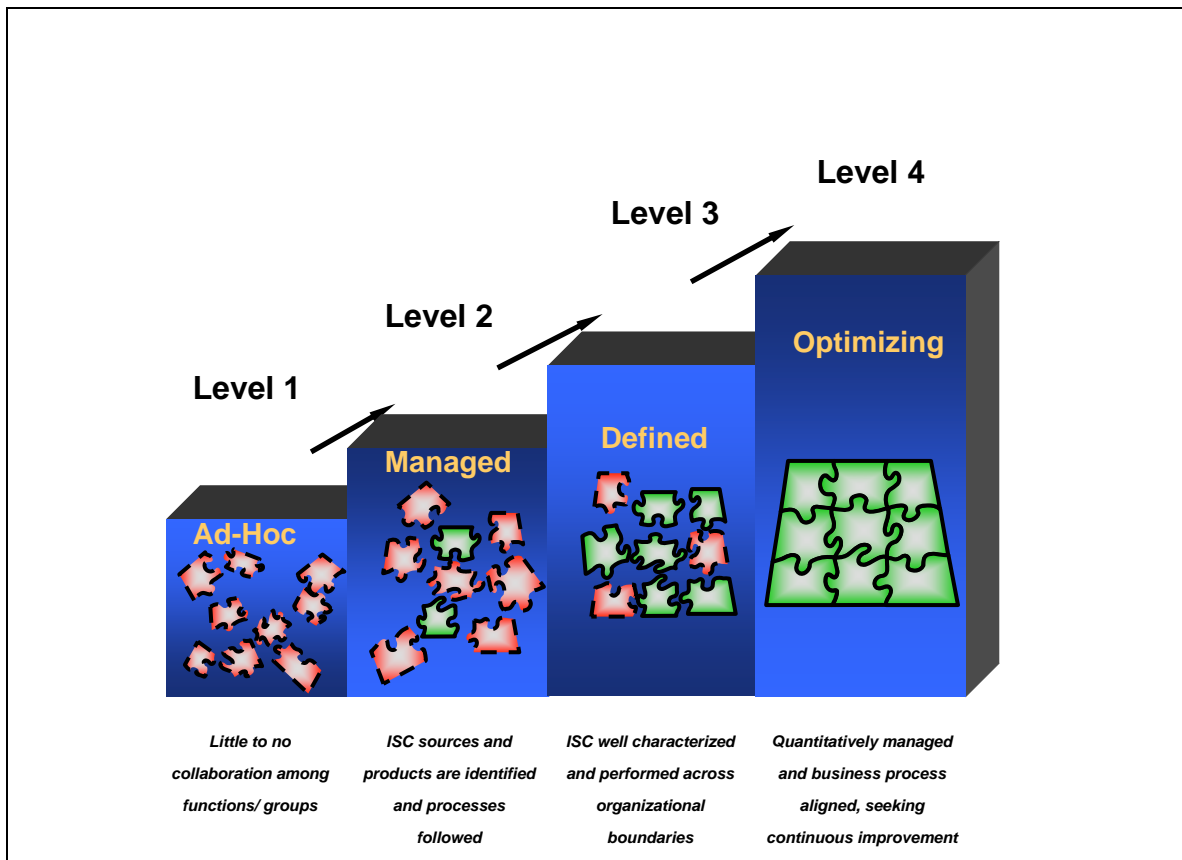 Level 4
Level 3
Level 2
Level 1
Optimizing
Defined
Managed
Ad-Hoc
Little to no
collaboration among
functions/ groups
ISC sources and
products are identified
and processes
followed
ISC well characterized
and performed across
organizational
boundaries
Quantitatively managed
and business process
aligned, seeking
continuous improvement